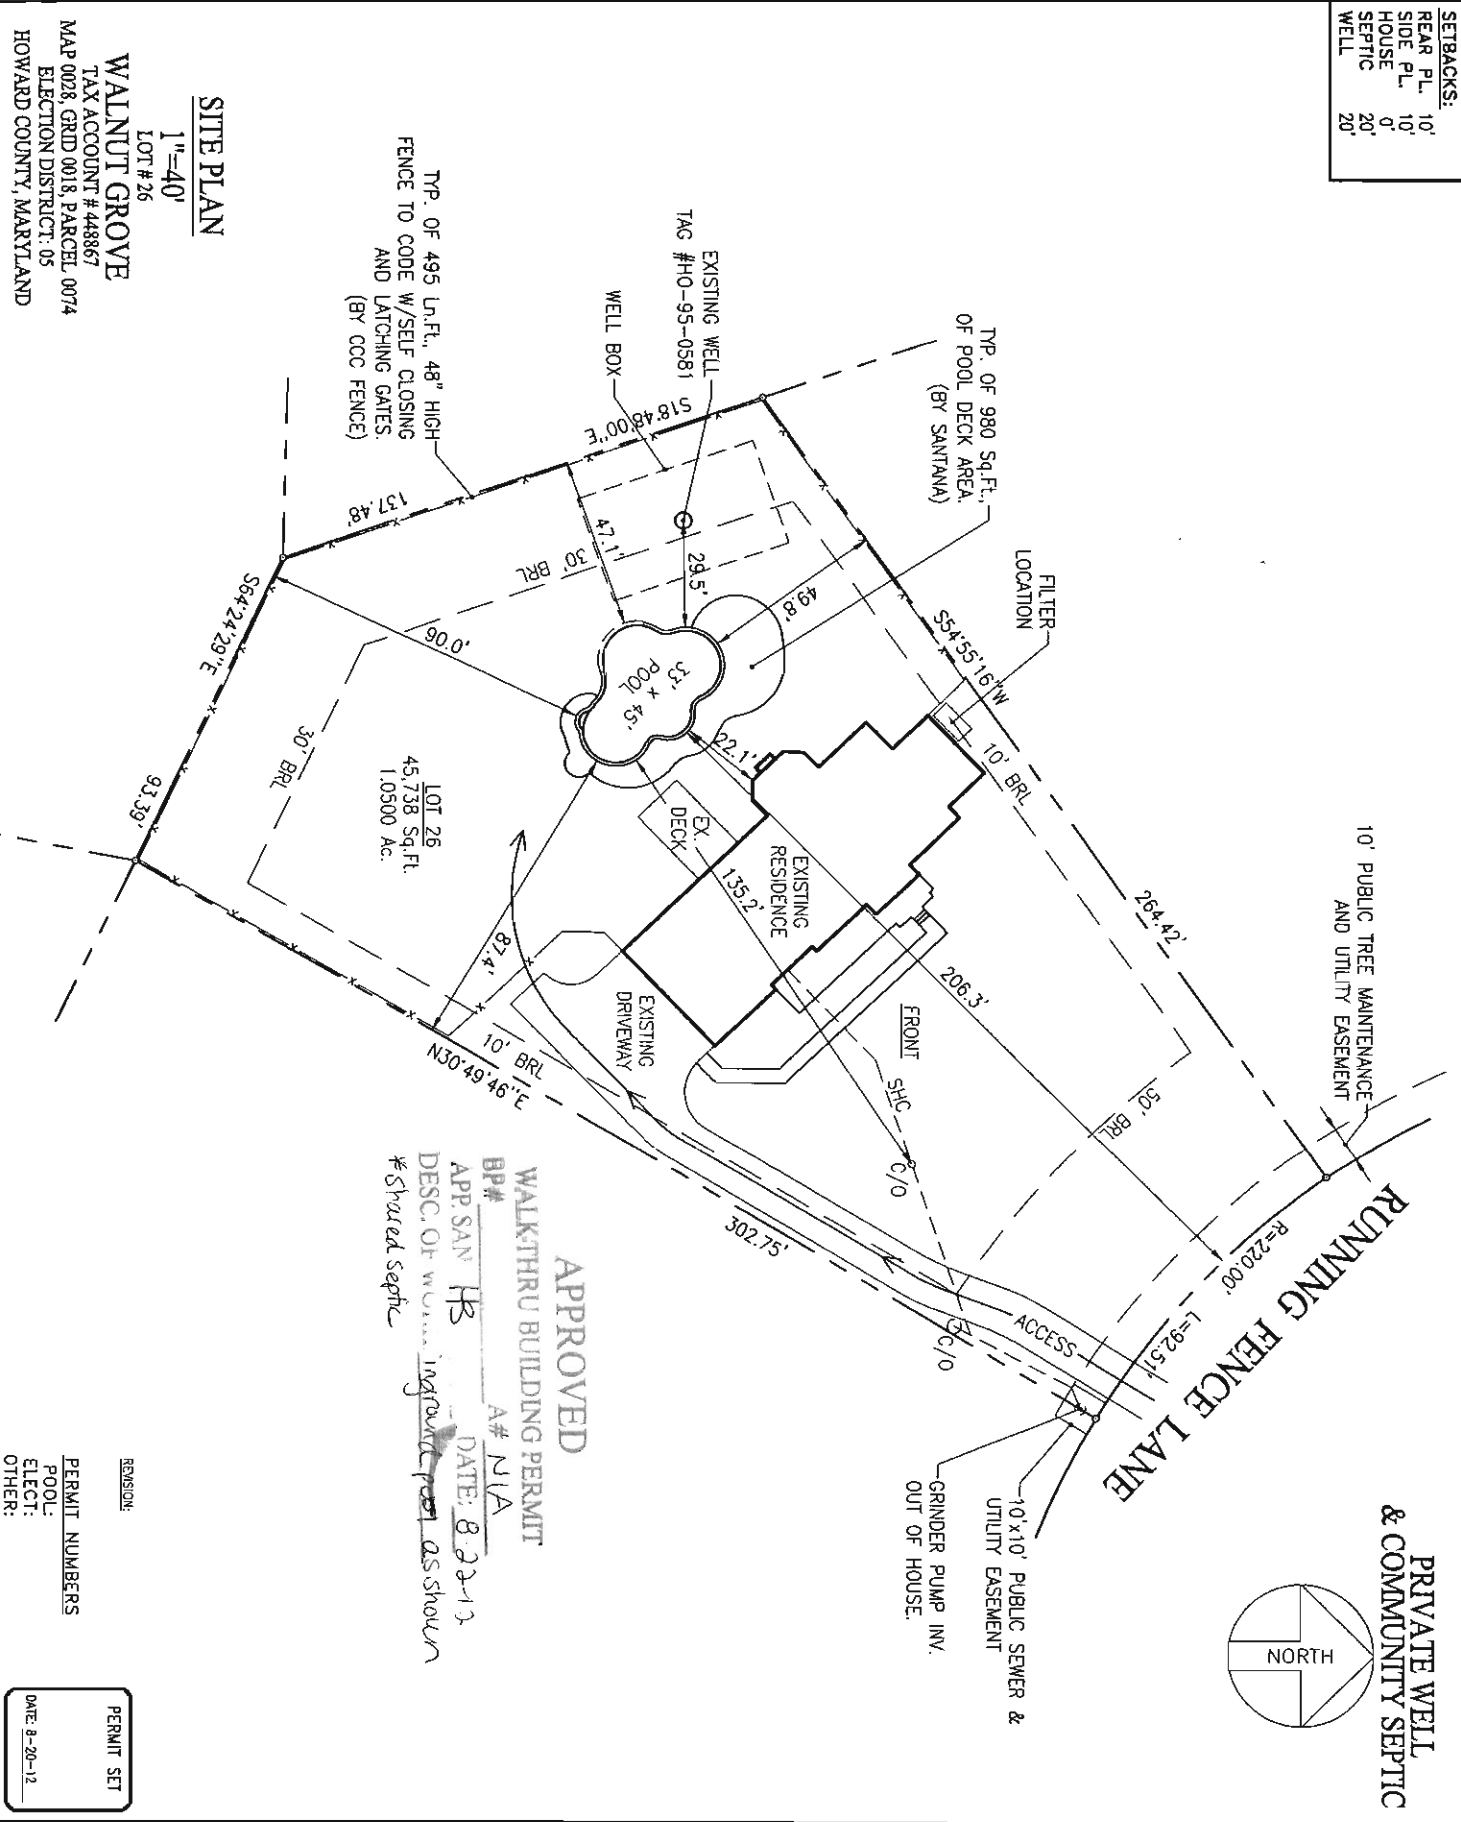 SETBACKS:
REAR PL. 10'
SIDE PL. 10'
HOUSE 0'
SEPTIC 20'
WELL 20'
PRIVATE WELL
& COMMUNITY SEPTIC
NORTH
RUNNING FENCE LANE
10' PUBLIC TREE MAINTENANCE
AND UTILITY EASEMENT
R=220.00'
L=92.51'
ACCESS
10'x10' PUBLIC SEWER &
UTILITY EASEMENT
GRINDER PUMP INV.
OUT OF HOUSE.
C/O
C/O
SHC
50' BRL
206.3'
264.42'
S54°55'16"W
10' BRL
FILTER
LOCATION
FRONT
EXISTING
RESIDENCE
135.2'
EX.
DECK
EXISTING
DRIVEWAY
22.1'
TYP. OF 980 Sq.Ft.,
OF POOL DECK AREA.
(BY SANTANA)
49.8'
29.5'
33' x 45'
POOL
47.1'
30' BRL
EXISTING WELL
TAG #HO-95-0581
WELL BOX
S18°48'00"E
137.48'
TYP. OF 495 Ln.Ft., 48" HIGH
FENCE TO CODE W/SELF CLOSING
AND LATCHING GATES.
(BY CCC FENCE)
90.0'
S64°24'29"E
93.39'
30' BRL
LOT 26
45,738 Sq.Ft.
1.0500 Ac.
87.4'
10' BRL
N30°49'46"E
302.75'
APPROVED
WALK-THRU BUILDING PERMIT
BP# A# N/A
APP. SAN HB DATE: 8-22-12
DESC. OF inground pool as shown
*shared septic
SITE PLAN
1"=40'
LOT # 26
WALNUT GROVE
TAX ACCOUNT # 448867
MAP 0028, GRID 0018, PARCEL 0074
ELECTION DISTRICT: 05
HOWARD COUNTY, MARYLAND
REVISION:
PERMIT NUMBERS
POOL:
ELECT:
OTHER:
PERMIT SET
DATE: 8-20-12